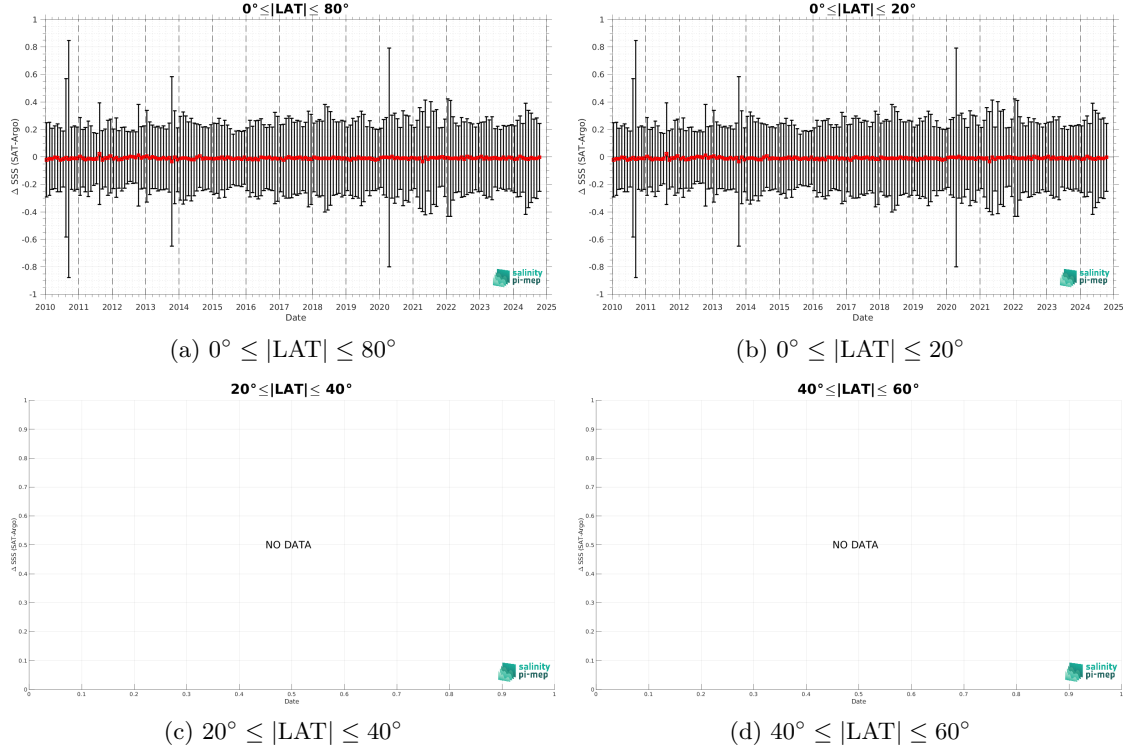 0°≤|LAT|≤ 80°
1
0.8
0.6
0.4
0.2
0
-0.2
-0.4
-0.6
-0.8
-1
Δ SSS (SAT-Argo)
2010 2011 2012 2013 2014 2015 2016 2017 2018 2019 2020 2021 2022 2023 2024 2025
Date
salinity
pi-mep
(a) 0° ≤ |LAT| ≤ 80°
0°≤|LAT|≤ 20°
1
0.8
0.6
0.4
0.2
0
-0.2
-0.4
-0.6
-0.8
-1
Δ SSS (SAT-Argo)
2010 2011 2012 2013 2014 2015 2016 2017 2018 2019 2020 2021 2022 2023 2024 2025
Date
salinity
pi-mep
(b) 0° ≤ |LAT| ≤ 20°
20°≤|LAT|≤ 40°
1
0.9
0.8
0.7
0.6
0.5
0.4
0.3
0.2
0.1
0
Δ SSS (SAT-Argo)
NO DATA
0 0.1 0.2 0.3 0.4 0.5 0.6 0.7 0.8 0.9 1
Date
salinity
pi-mep
(c) 20° ≤ |LAT| ≤ 40°
40°≤|LAT|≤ 60°
1
0.9
0.8
0.7
0.6
0.5
0.4
0.3
0.2
0.1
0
Δ SSS (SAT-Argo)
NO DATA
0 0.1 0.2 0.3 0.4 0.5 0.6 0.7 0.8 0.9 1
Date
salinity
pi-mep
(d) 40° ≤ |LAT| ≤ 60°